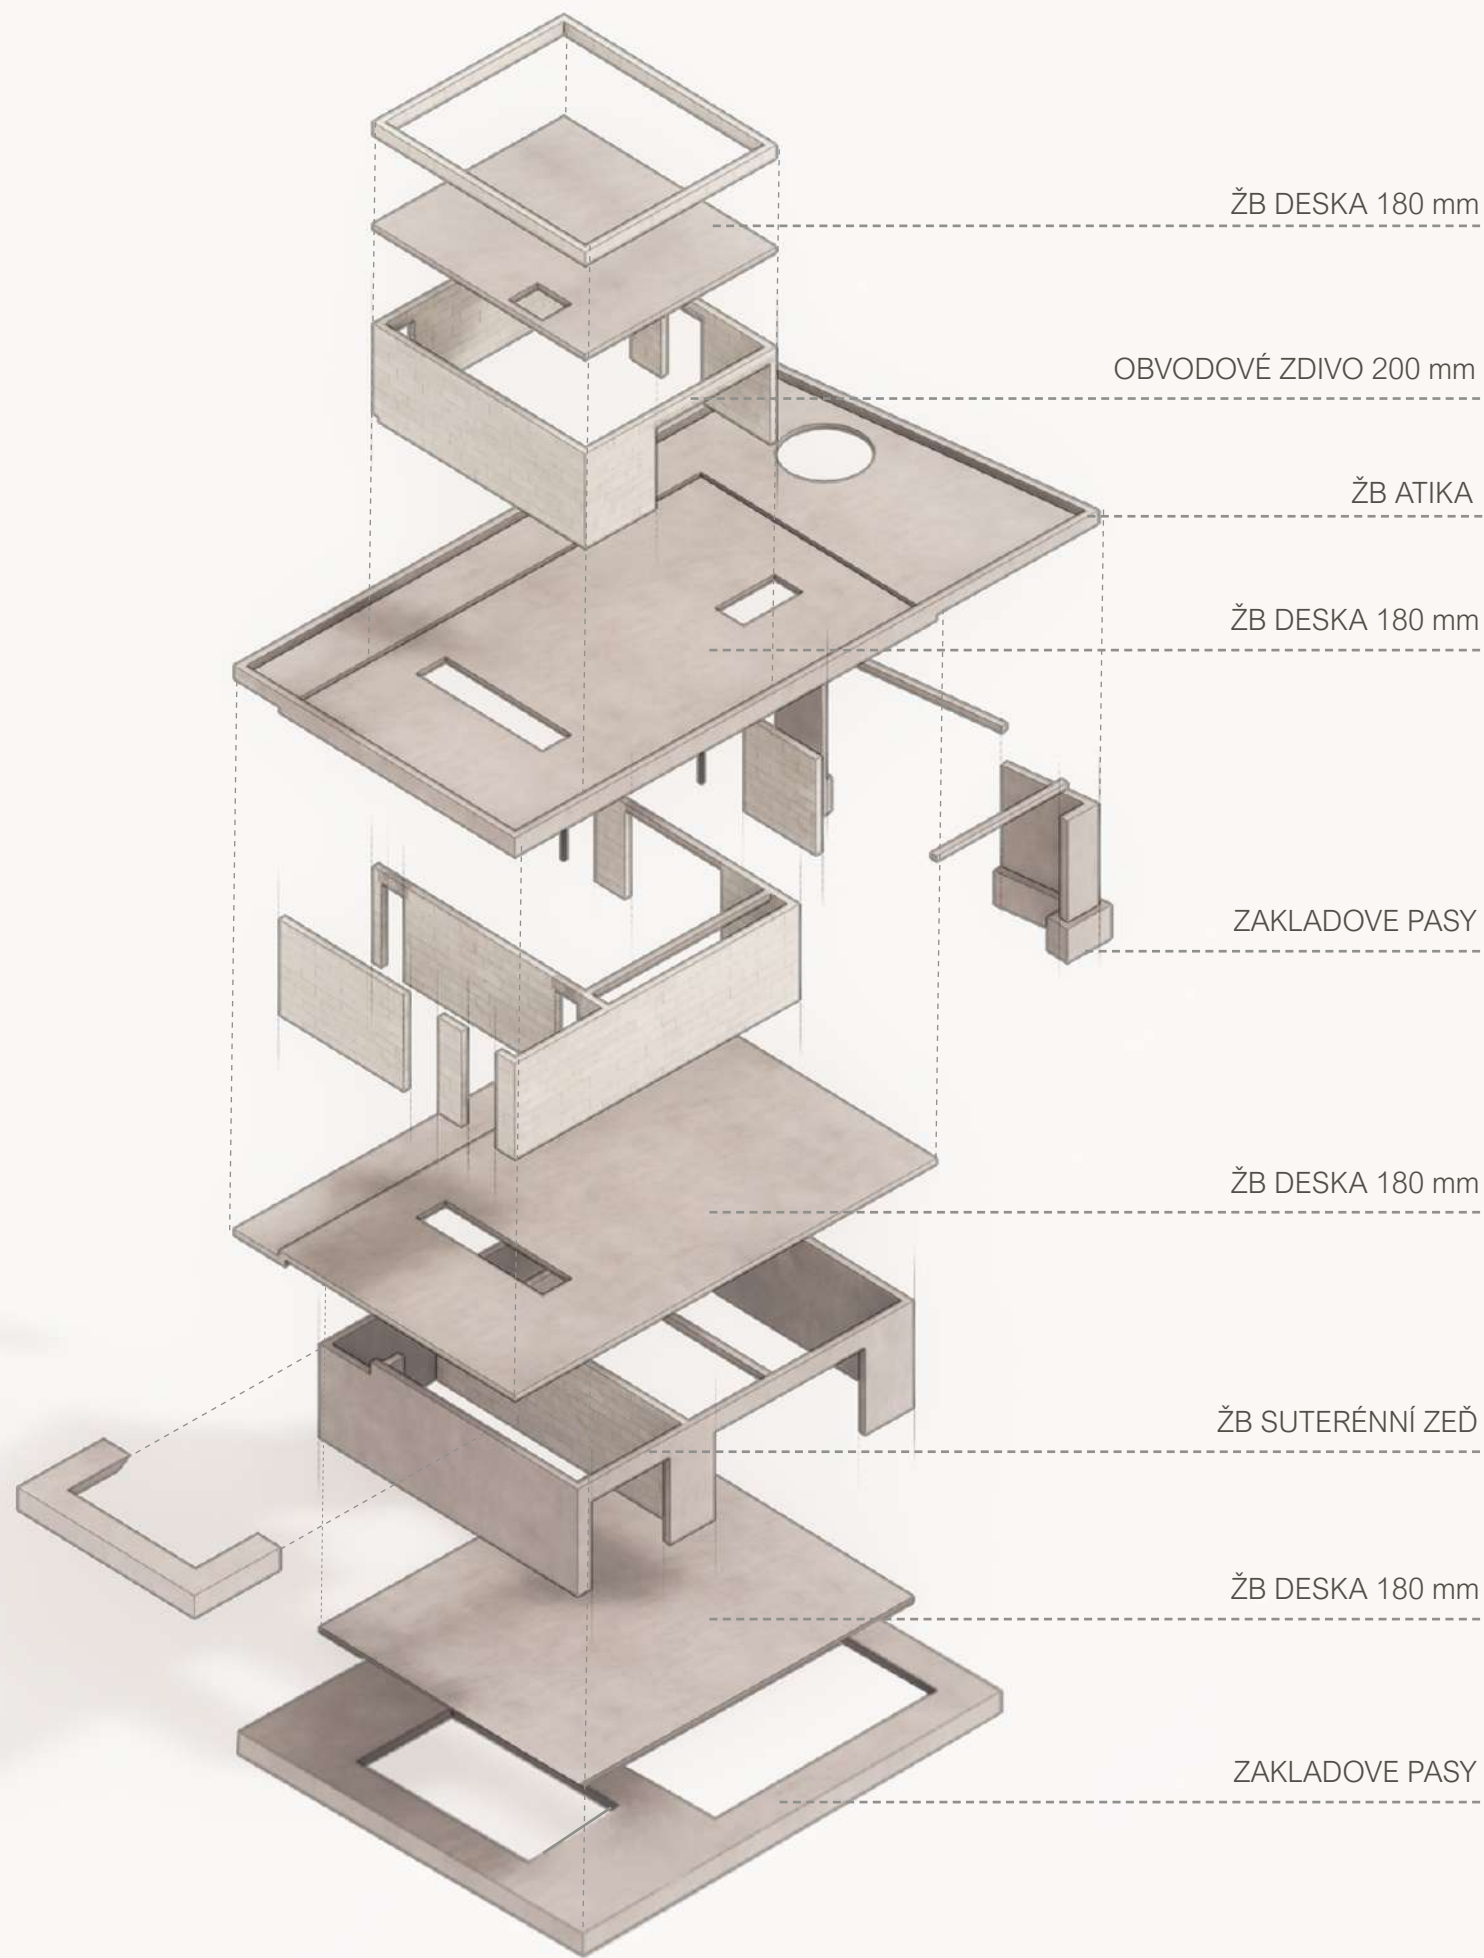 ŽB DESKA 180 mm
OBVODOVÉ ZDIVO 200 mm
ŽB ATIKA
ŽB DESKA 180 mm
ZAKLADOVE PASY
ŽB DESKA 180 mm
ŽB SUTERÉNNÍ ZEĎ
ŽB DESKA 180 mm
ZAKLADOVE PASY